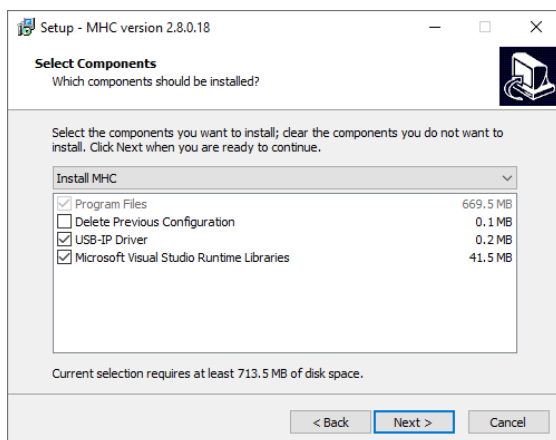 Setup - MHC version 2.8.0.18
Select Components
Which components should be installed?
Select the components you want to install; clear the components you do not want to
install. Click Next when you are ready to continue.
Install MHC
Program Files 669.5 MB
Delete Previous Configuration 0.1 MB
USB-IP Driver 0.2 MB
Microsoft Visual Studio Runtime Libraries 41.5 MB
Current selection requires at least 713.5 MB of disk space.
< Back Next > Cancel